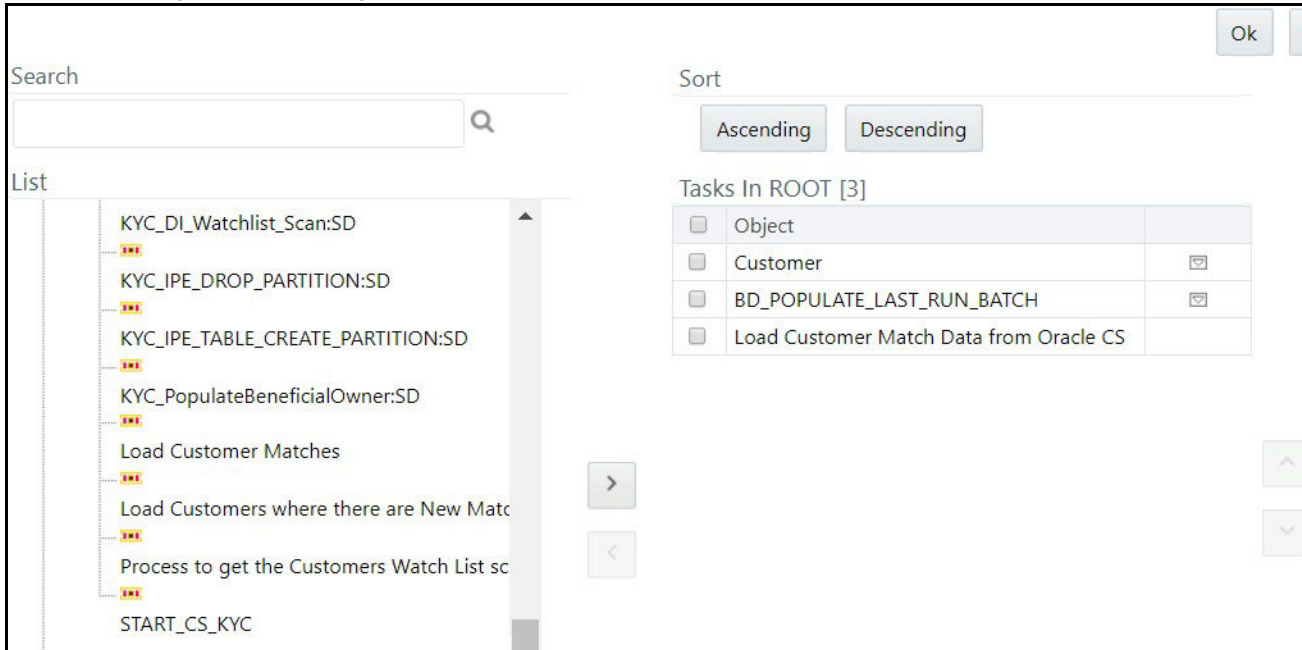 Ok
Search
Sort
Ascending Descending
List
Tasks In ROOT [3]
KYC_DI_Watchlist_Scan:SD
KYC_IPE_DROP_PARTITION:SD
KYC_IPE_TABLE_CREATE_PARTITION:SD
KYC_PopulateBeneficialOwner:SD
Load Customer Matches
Load Customers where there are New Matc
Process to get the Customers Watch List sc
START_CS_KYC
Object
Customer
BD_POPULATE_LAST_RUN_BATCH
Load Customer Match Data from Oracle CS